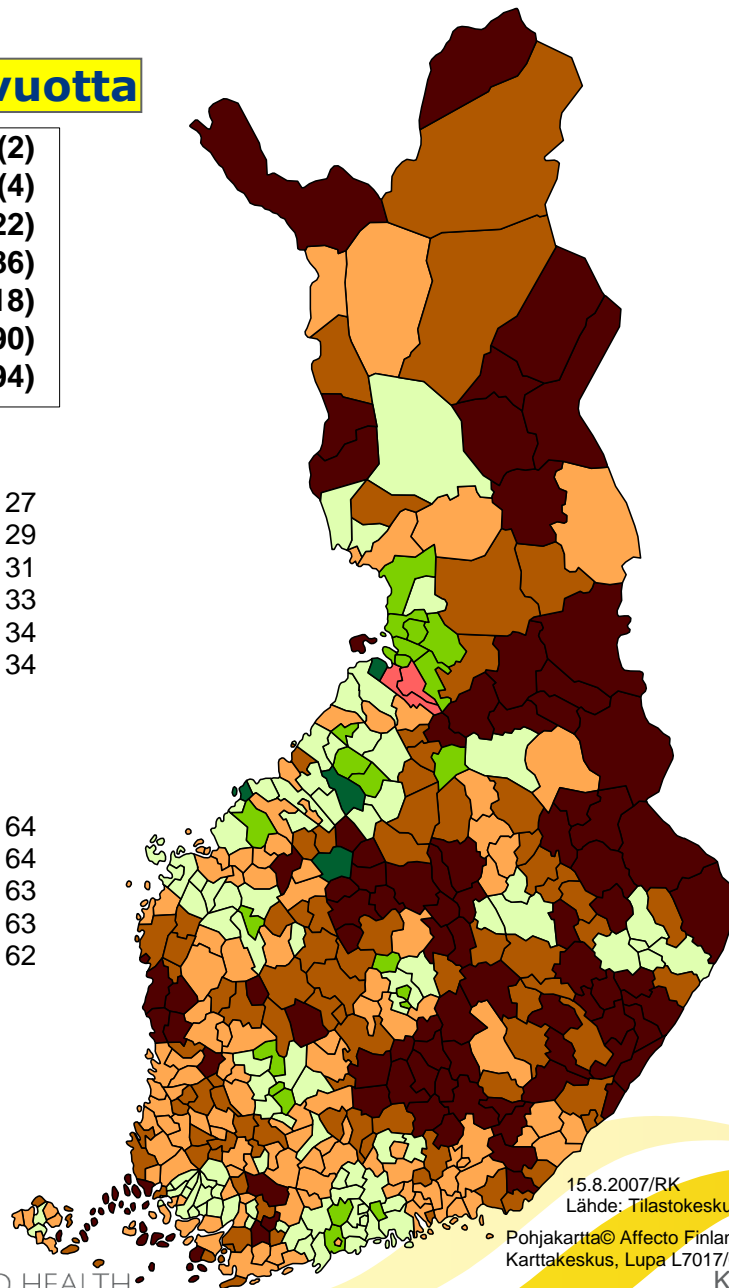 vuotta
(2)
(4)
22)
36)
18)
90)
94)
27
29
31
33
34
34
64
64
63
63
62
15.8.2007/RK
Lähde: Tilastokesku
Pohjakartta© Affecto Finlan
Karttakeskus, Lupa L7017/
D HEALTH
K